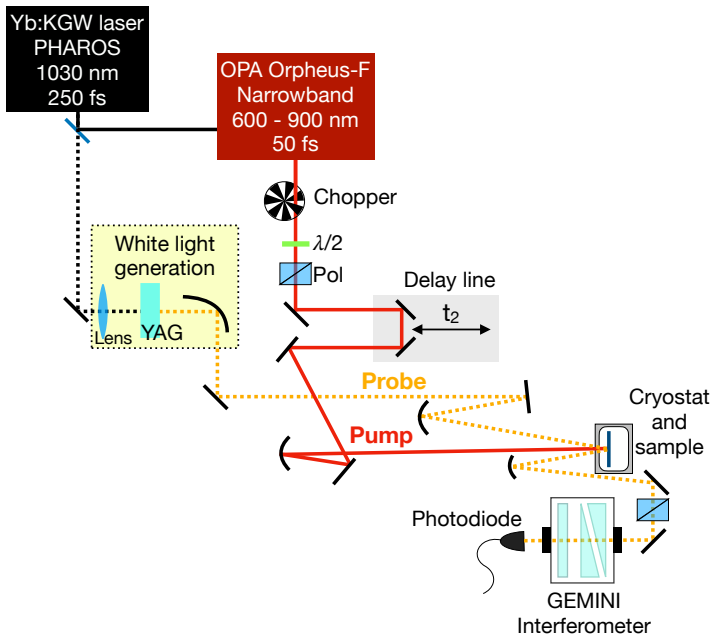 Yb:KGW laser
PHAROS
1030 nm
250 fs
OPA Orpheus-F
Narrowband
600 - 900 nm
50 fs
Chopper
λ/2
Pol
White light
generation
Lens
YAG
Delay line
t₂
Probe
Pump
Cryostat
and
sample
Photodiode
GEMINI
Interferometer